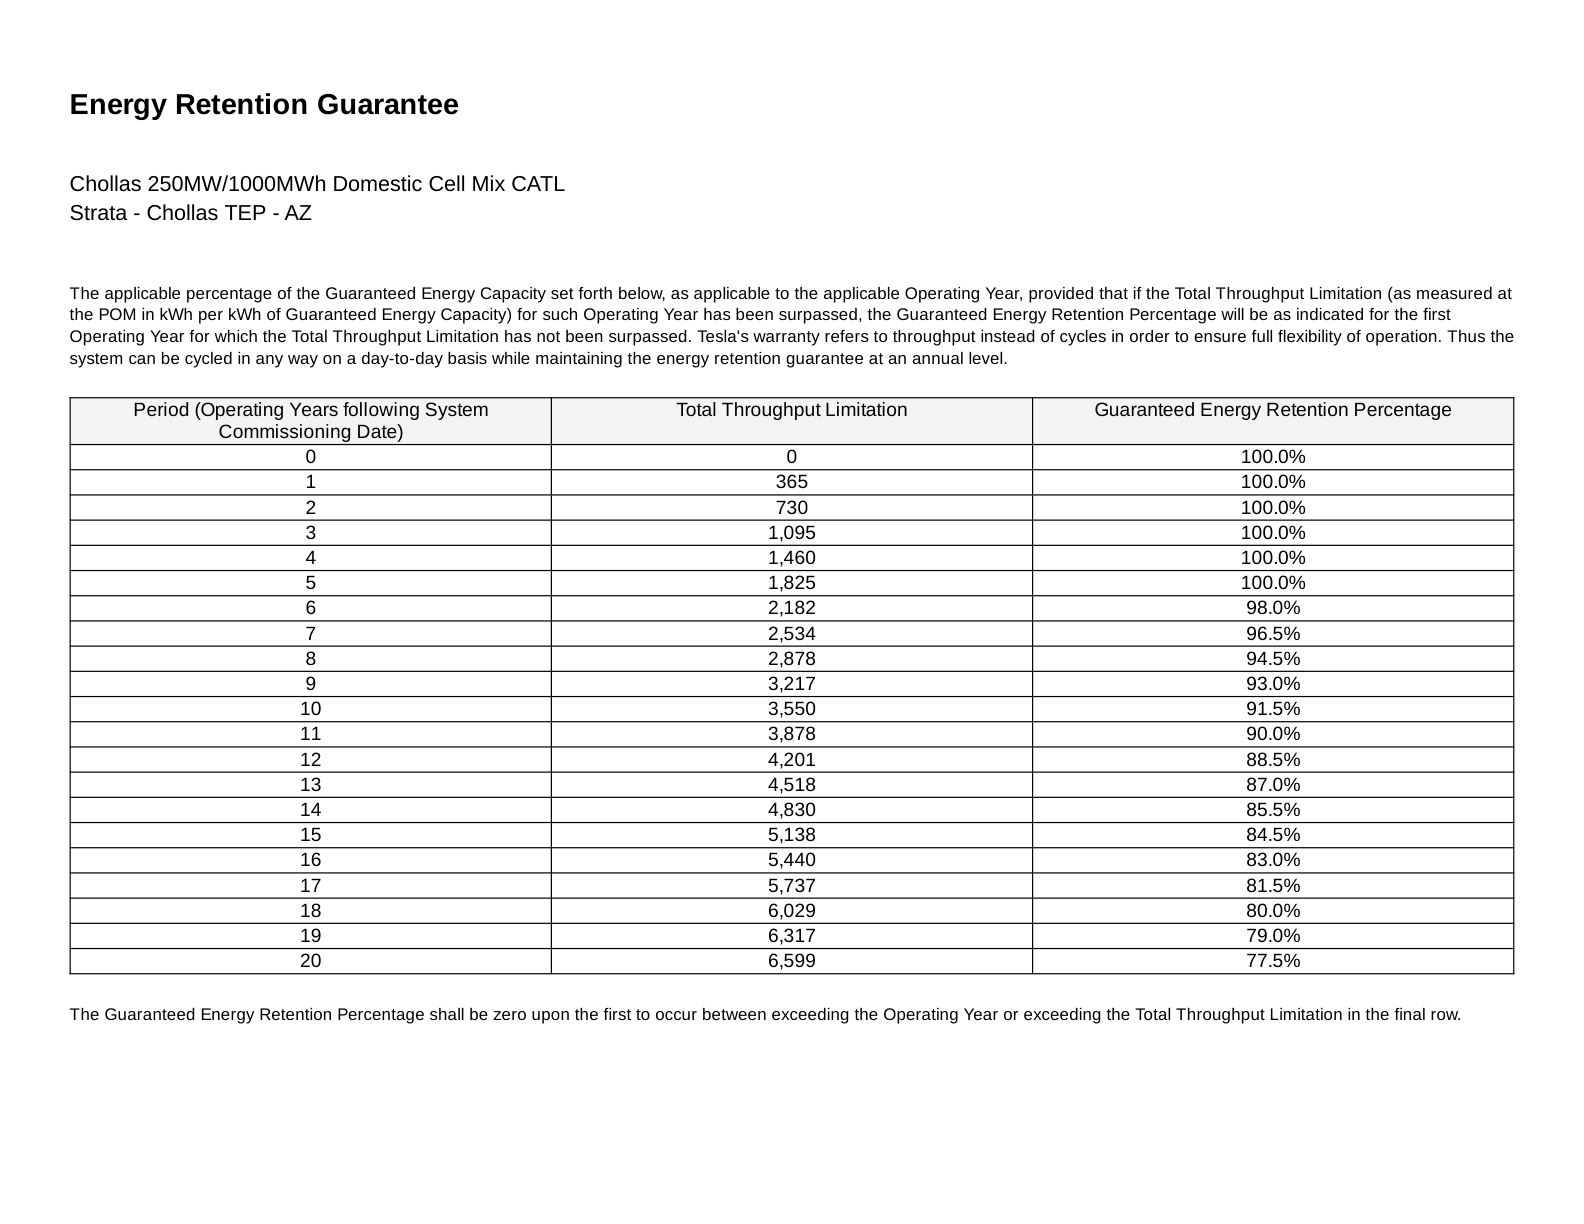 Energy Retention Guarantee
Chollas 250MW/1000MWh Domestic Cell Mix CATL
Strata - Chollas TEP - AZ
The applicable percentage of the Guaranteed Energy Capacity set forth below, as applicable to the applicable Operating Year, provided that if the Total Throughput Limitation (as measured at
the POM in kWh per kWh of Guaranteed Energy Capacity) for such Operating Year has been surpassed, the Guaranteed Energy Retention Percentage will be as indicated for the first
Operating Year for which the Total Throughput Limitation has not been surpassed. Tesla's warranty refers to throughput instead of cycles in order to ensure full flexibility of operation. Thus the
system can be cycled in any way on a day-to-day basis while maintaining the energy retention guarantee at an annual level.
Period (Operating Years following System
Commissioning Date) Total Throughput Limitation Guaranteed Energy Retention Percentage
0 0 100.0%
1 365 100.0%
2 730 100.0%
3 1,095 100.0%
4 1,460 100.0%
5 1,825 100.0%
6 2,182 98.0%
7 2,534 96.5%
8 2,878 94.5%
9 3,217 93.0%
10 3,550 91.5%
11 3,878 90.0%
12 4,201 88.5%
13 4,518 87.0%
14 4,830 85.5%
15 5,138 84.5%
16 5,440 83.0%
17 5,737 81.5%
18 6,029 80.0%
19 6,317 79.0%
20 6,599 77.5%
The Guaranteed Energy Retention Percentage shall be zero upon the first to occur between exceeding the Operating Year or exceeding the Total Throughput Limitation in the final row.